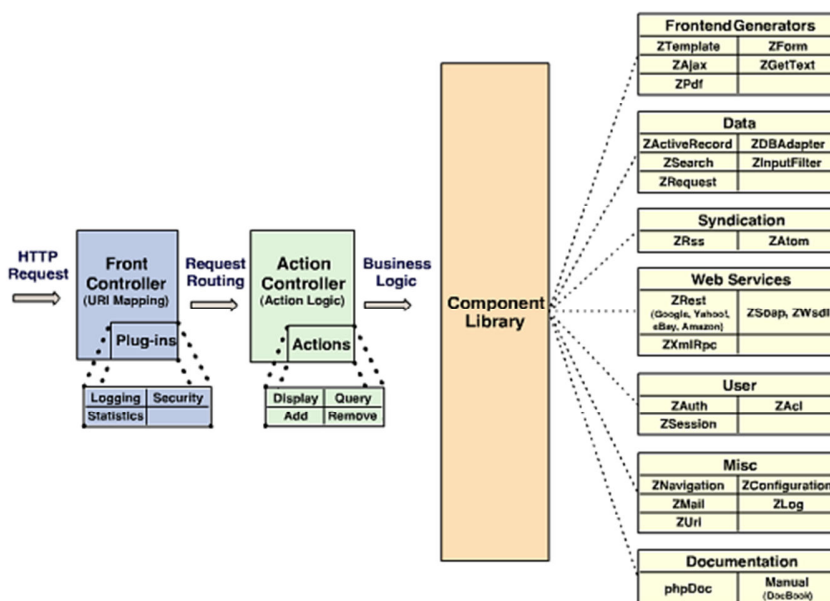 HTTP
Request
Front
Controller
(URI Mapping)
Plug-ins
Logging Security
Statistics
Request
Routing
Action
Controller
(Action Logic)
Actions
Display Query
Add Remove
Business
Logic
Component
Library
Frontend Generators
ZTemplate ZForm
ZAjax ZGetText
ZPdf
Data
ZActiveRecord ZDBAdapter
ZSearch ZInputFilter
ZRequest
Syndication
ZRss ZAtom
Web Services
ZRest
(Google, Yahoo!,
eBay, Amazon)
ZSoap, ZWsdl
ZXmlRpc
User
ZAuth ZAcl
ZSession
Misc
ZNavigation ZConfiguration
ZMail ZLog
ZUri
Documentation
phpDoc
Manual
(DocBook)